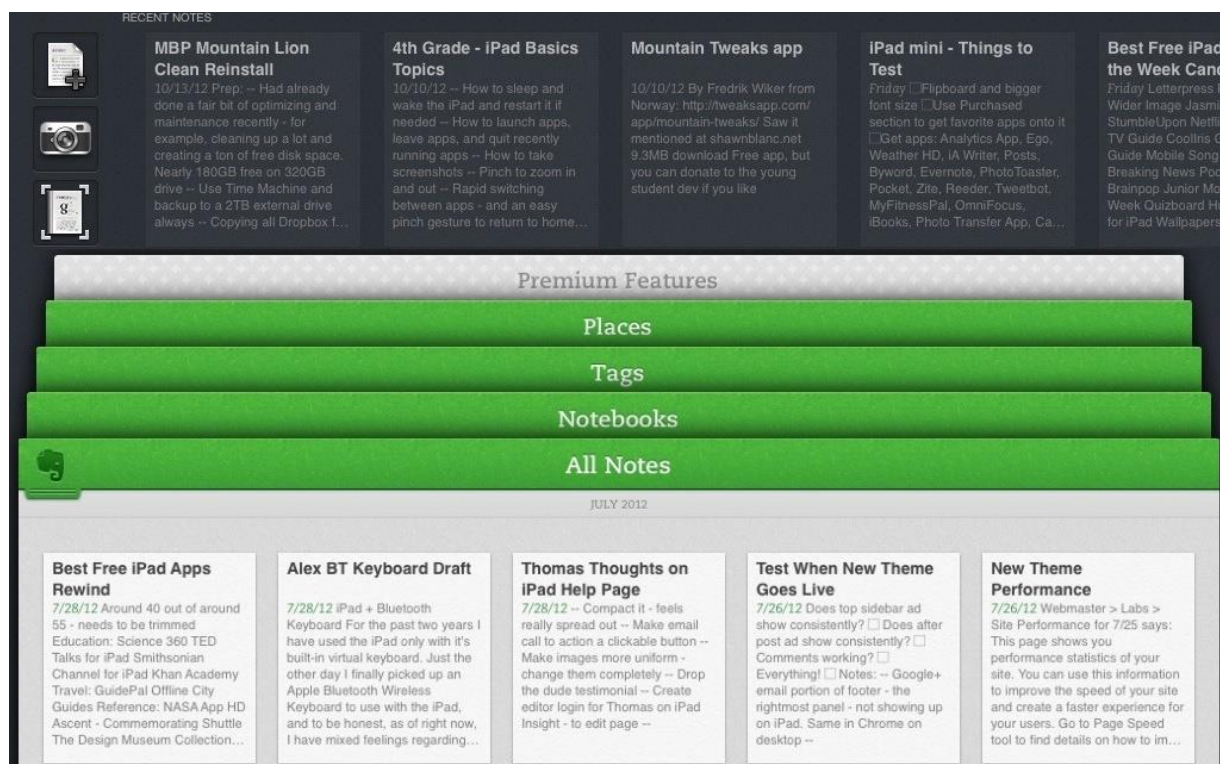 RECENT NOTES
MBP Mountain Lion
Clean Reinstall
10/13/12 Prep: -- Had already
done a fair bit of optimizing and
maintenance recently - for
example, cleaning up a lot and
creating a ton of free disk space.
Nearly 180GB free on 320GB
drive -- Use Time Machine and
backup to a 2TB external drive
always -- Copying all Dropbox f...
4th Grade - iPad Basics
Topics
10/10/12 -- How to sleep and
wake the iPad and restart it if
needed -- How to launch apps,
leave apps, and quit recently
running apps -- How to take
screenshots -- Pinch to zoom in
and out -- Rapid switching
between apps - and an easy
pinch gesture to return to home...
Mountain Tweaks app
10/10/12 By Fredrik Wiker from
Norway: http://tweaksapp.com/
app/mountain-tweaks/ Saw it
mentioned at shawnblanc.net
9.3MB download Free app, but
you can donate to the young
student dev if you like
iPad mini - Things to
Test
Friday ☐Flipboard and bigger
font size ☐Use Purchased
section to get favorite apps onto it
☐Get apps: Analytics App, Ego,
Weather HD, iA Writer, Posts,
Byword, Evernote, PhotoToaster,
Pocket, Zite, Reeder, Tweetbot,
MyFitnessPal, OmniFocus,
iBooks, Photo Transfer App, Ca...
Best Free iPad
the Week Canc
Friday Letterpress
Wider Image Jasmi
StumbleUpon Netfli
TV Guide Cooliris
Guide Mobile Song
Breaking News Poc
Brainpop Junior Mo
Week Quizboard Hu
for iPad Wallpapers
Premium Features
Places
Tags
Notebooks
All Notes
JULY 2012
Best Free iPad Apps
Rewind
7/28/12 Around 40 out of around
55 - needs to be trimmed
Education: Science 360 TED
Talks for iPad Smithsonian
Channel for iPad Khan Academy
Travel: GuidePal Offline City
Guides Reference: NASA App HD
Ascent - Commemorating Shuttle
The Design Museum Collection...
Alex BT Keyboard Draft
7/28/12 iPad + Bluetooth
Keyboard For the past two years I
have used the iPad only with it's
built-in virtual keyboard. Just the
other day I finally picked up an
Apple Bluetooth Wireless
Keyboard to use with the iPad,
and to be honest, as of right now,
I have mixed feelings regarding...
Thomas Thoughts on
iPad Help Page
7/28/12 -- Compact it - feels
really spread out -- Make email
call to action a clickable button --
Make images more uniform -
change them completely -- Drop
the dude testimonial -- Create
editor login for Thomas on iPad
Insight - to edit page --
Test When New Theme
Goes Live
7/26/12 Does top sidebar ad
show consistently? ☐ Does after
post ad show consistently? ☐
Comments working? ☐
Everything! ☐ Notes: -- Google+
email portion of footer - the
rightmost panel - not showing up
on iPad. Same in Chrome on
desktop --
New Theme
Performance
7/26/12 Webmaster > Labs >
Site Performance for 7/25 says:
This page shows you
performance statistics of your
site. You can use this information
to improve the speed of your site
and create a faster experience for
your users. Go to Page Speed
tool to find details on how to im...